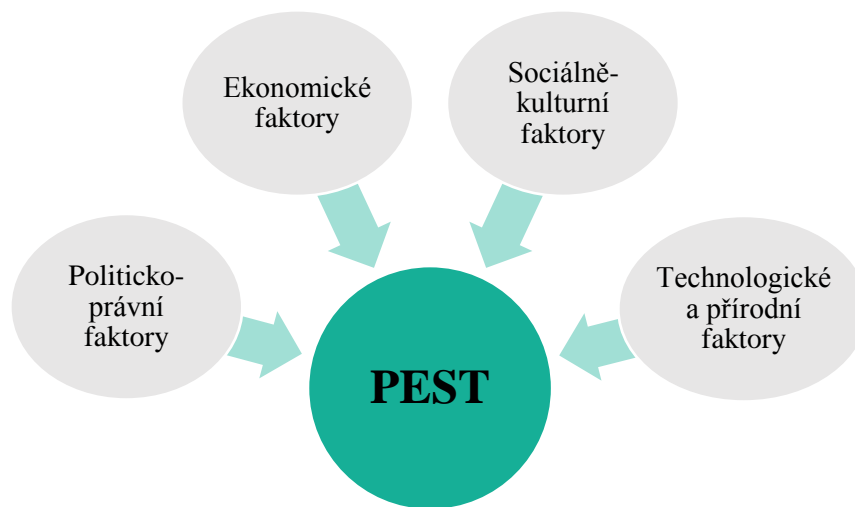 Politicko-
právní
faktory
Ekonomické
faktory
Sociálně-
kulturní
faktory
Technologické
a přírodní
faktory
PEST